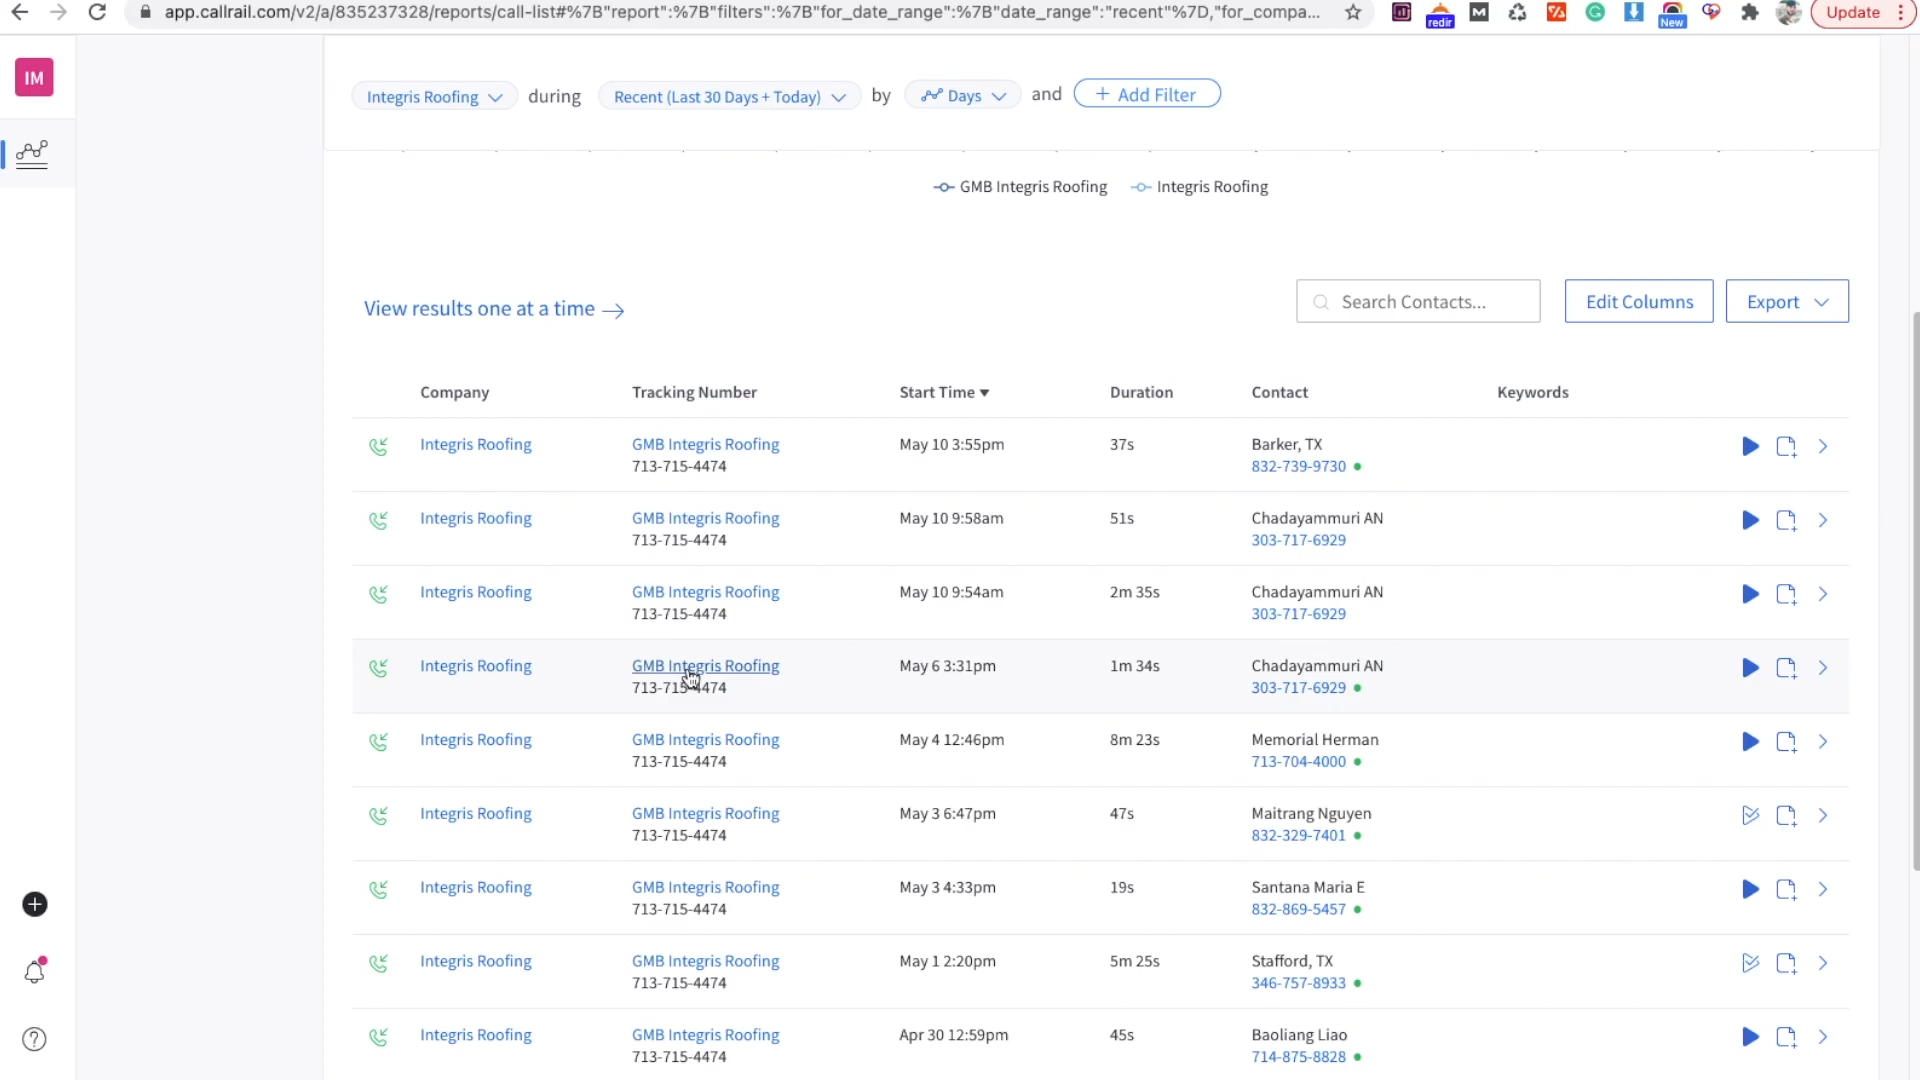 app.callrail.com/v2/a/835237328/reports/call-list#%7B"report":%7B"filters":%7B"for_date_range":%7B"date_range":"recent"%7D,"for_compa...
redir
M
New
Update
IM
Integris Roofing during Recent (Last 30 Days + Today) by Days and + Add Filter
GMB Integris Roofing Integris Roofing
View results one at a time
Search Contacts... Edit Columns Export
Company Tracking Number Start Time Duration Contact Keywords
Integris Roofing GMB Integris Roofing May 10 3:55pm 37s Barker, TX
713-715-4474 832-739-9730
Integris Roofing GMB Integris Roofing May 10 9:58am 51s Chadayammuri AN
713-715-4474 303-717-6929
Integris Roofing GMB Integris Roofing May 10 9:54am 2m 35s Chadayammuri AN
713-715-4474 303-717-6929
Integris Roofing GMB Integris Roofing May 6 3:31pm 1m 34s Chadayammuri AN
713-715-4474 303-717-6929
Integris Roofing GMB Integris Roofing May 4 12:46pm 8m 23s Memorial Herman
713-715-4474 713-704-4000
Integris Roofing GMB Integris Roofing May 3 6:47pm 47s Maitrang Nguyen
713-715-4474 832-329-7401
Integris Roofing GMB Integris Roofing May 3 4:33pm 19s Santana Maria E
713-715-4474 832-869-5457
Integris Roofing GMB Integris Roofing May 1 2:20pm 5m 25s Stafford, TX
713-715-4474 346-757-8933
Integris Roofing GMB Integris Roofing Apr 30 12:59pm 45s Baoliang Liao
713-715-4474 714-875-8828